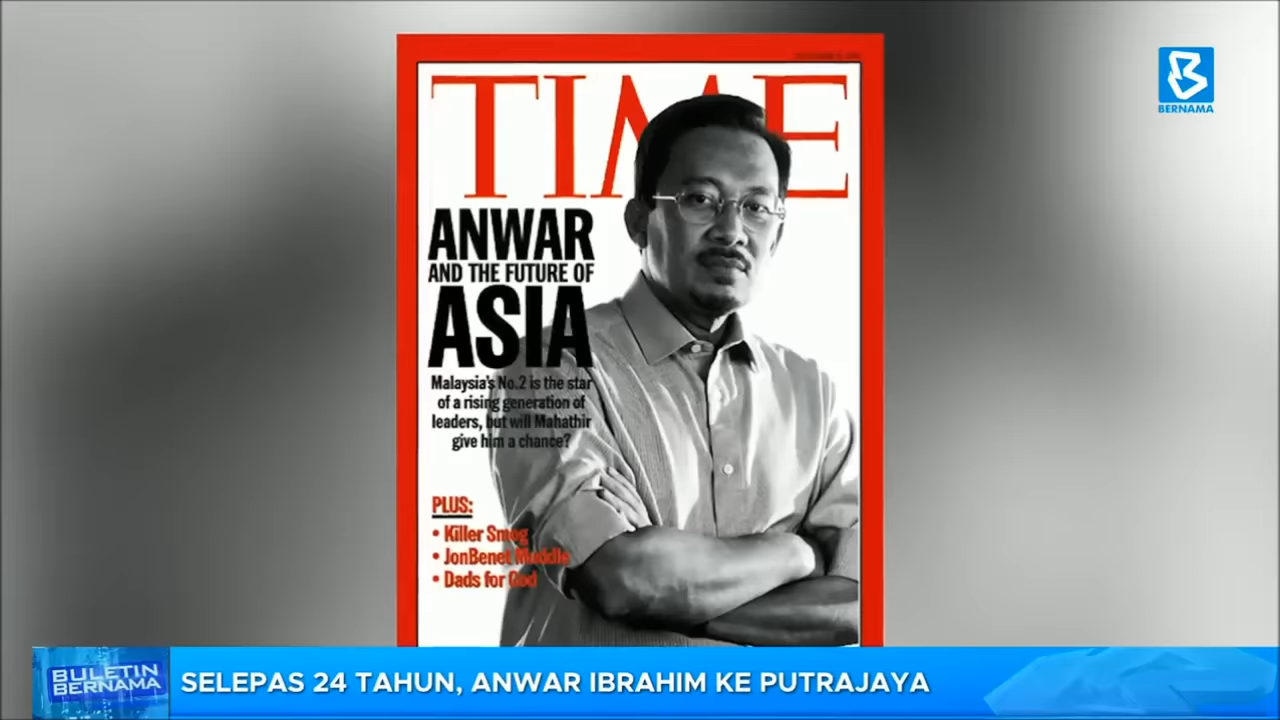 TIME
ANWAR
AND THE FUTURE OF
ASIA
Malaysia's No.2 is the star
of a rising generation of
leaders, but will Mahathir
give him a chance?
PLUS:
• Killer Smog
• JonBenet Muddle
• Dads for God
BERNAMA
BULETIN
BERNAMA
SELEPAS 24 TAHUN, ANWAR IBRAHIM KE PUTRAJAYA